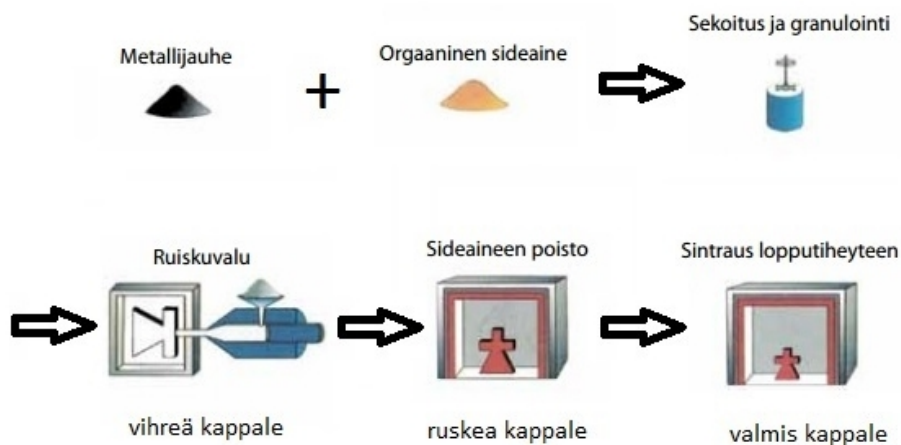 Metallijauhe
+
Orgaaninen sideaine
Sekoitus ja granulointi
Ruiskuvalu
Sideaineen poisto
Sintraus lopputiheyteen
vihreä kappale
ruskea kappale
valmis kappale